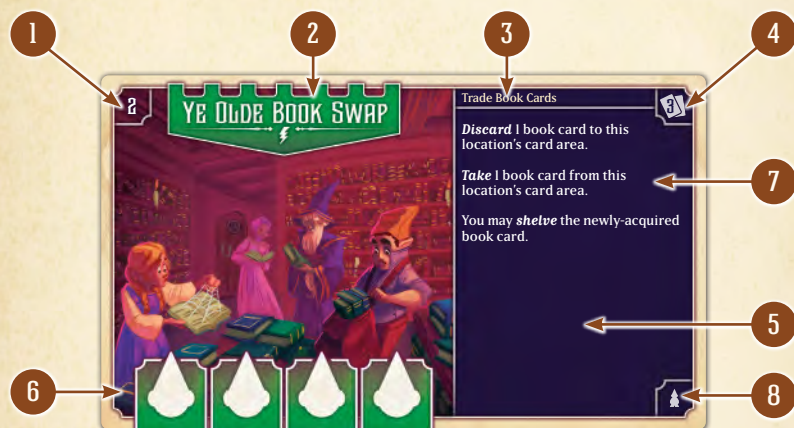 1
2
3
4
2
YE OLDE BOOK SWAP
Trade Book Cards
3
Discard 1 book card to this
location's card area.
Take 1 book card from this
location's card area.
You may shelve the newly-acquired
book card.
7
5
6
8